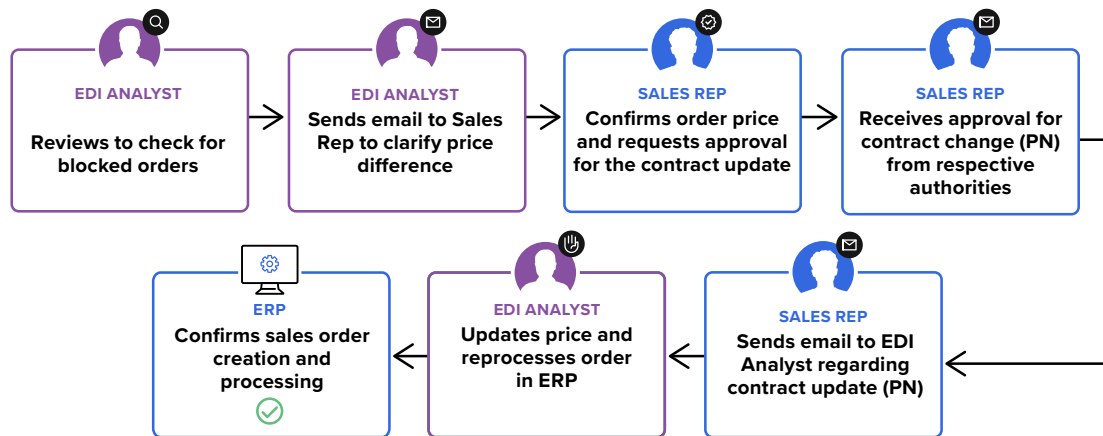 EDI ANALYST
Reviews to check for
blocked orders
EDI ANALYST
Sends email to Sales
Rep to clarify price
difference
SALES REP
Confirms order price
and requests approval
for the contract update
SALES REP
Receives approval for
contract change (PN)
from respective
authorities
SALES REP
Sends email to EDI
Analyst regarding
contract update (PN)
EDI ANALYST
Updates price and
reprocesses order
in ERP
ERP
Confirms sales order
creation and
processing